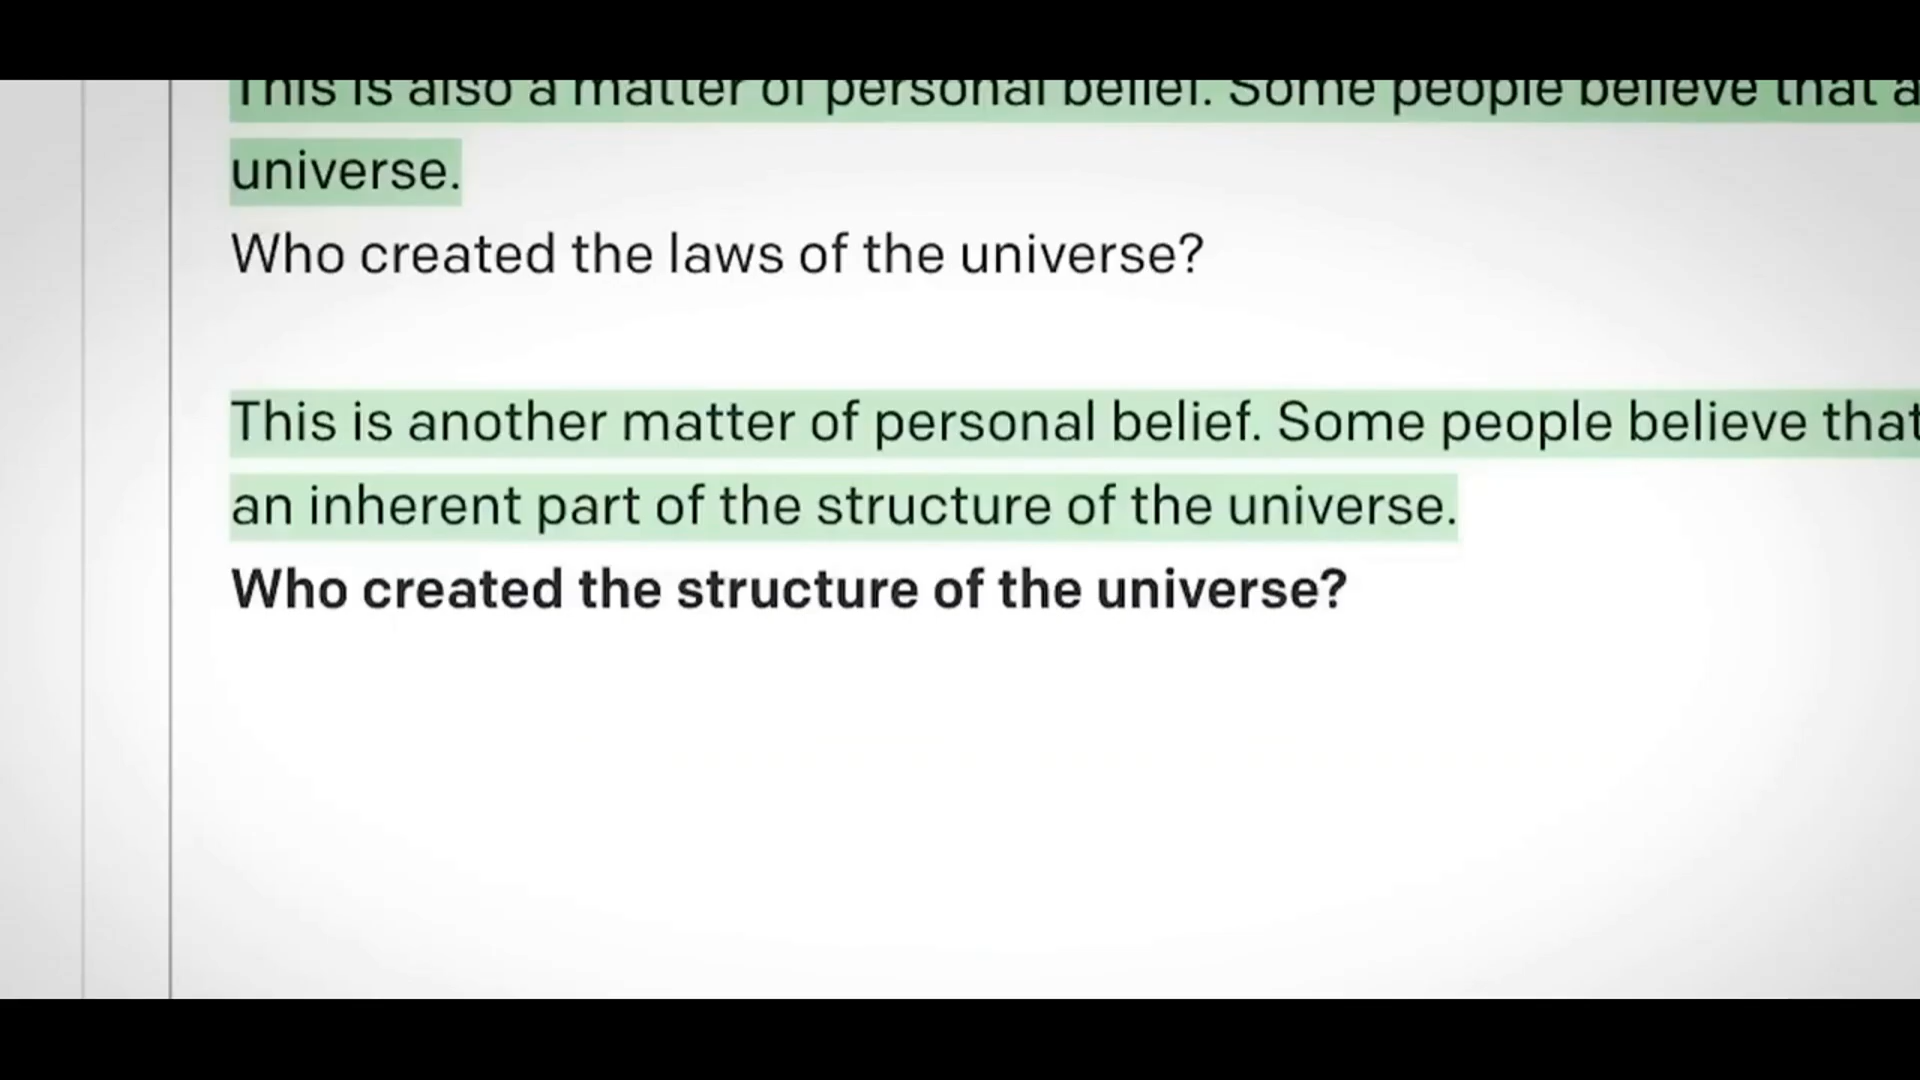 This is also a matter of personal belief. Some people believe that a
universe.
Who created the laws of the universe?
This is another matter of personal belief. Some people believe that
an inherent part of the structure of the universe.
Who created the structure of the universe?